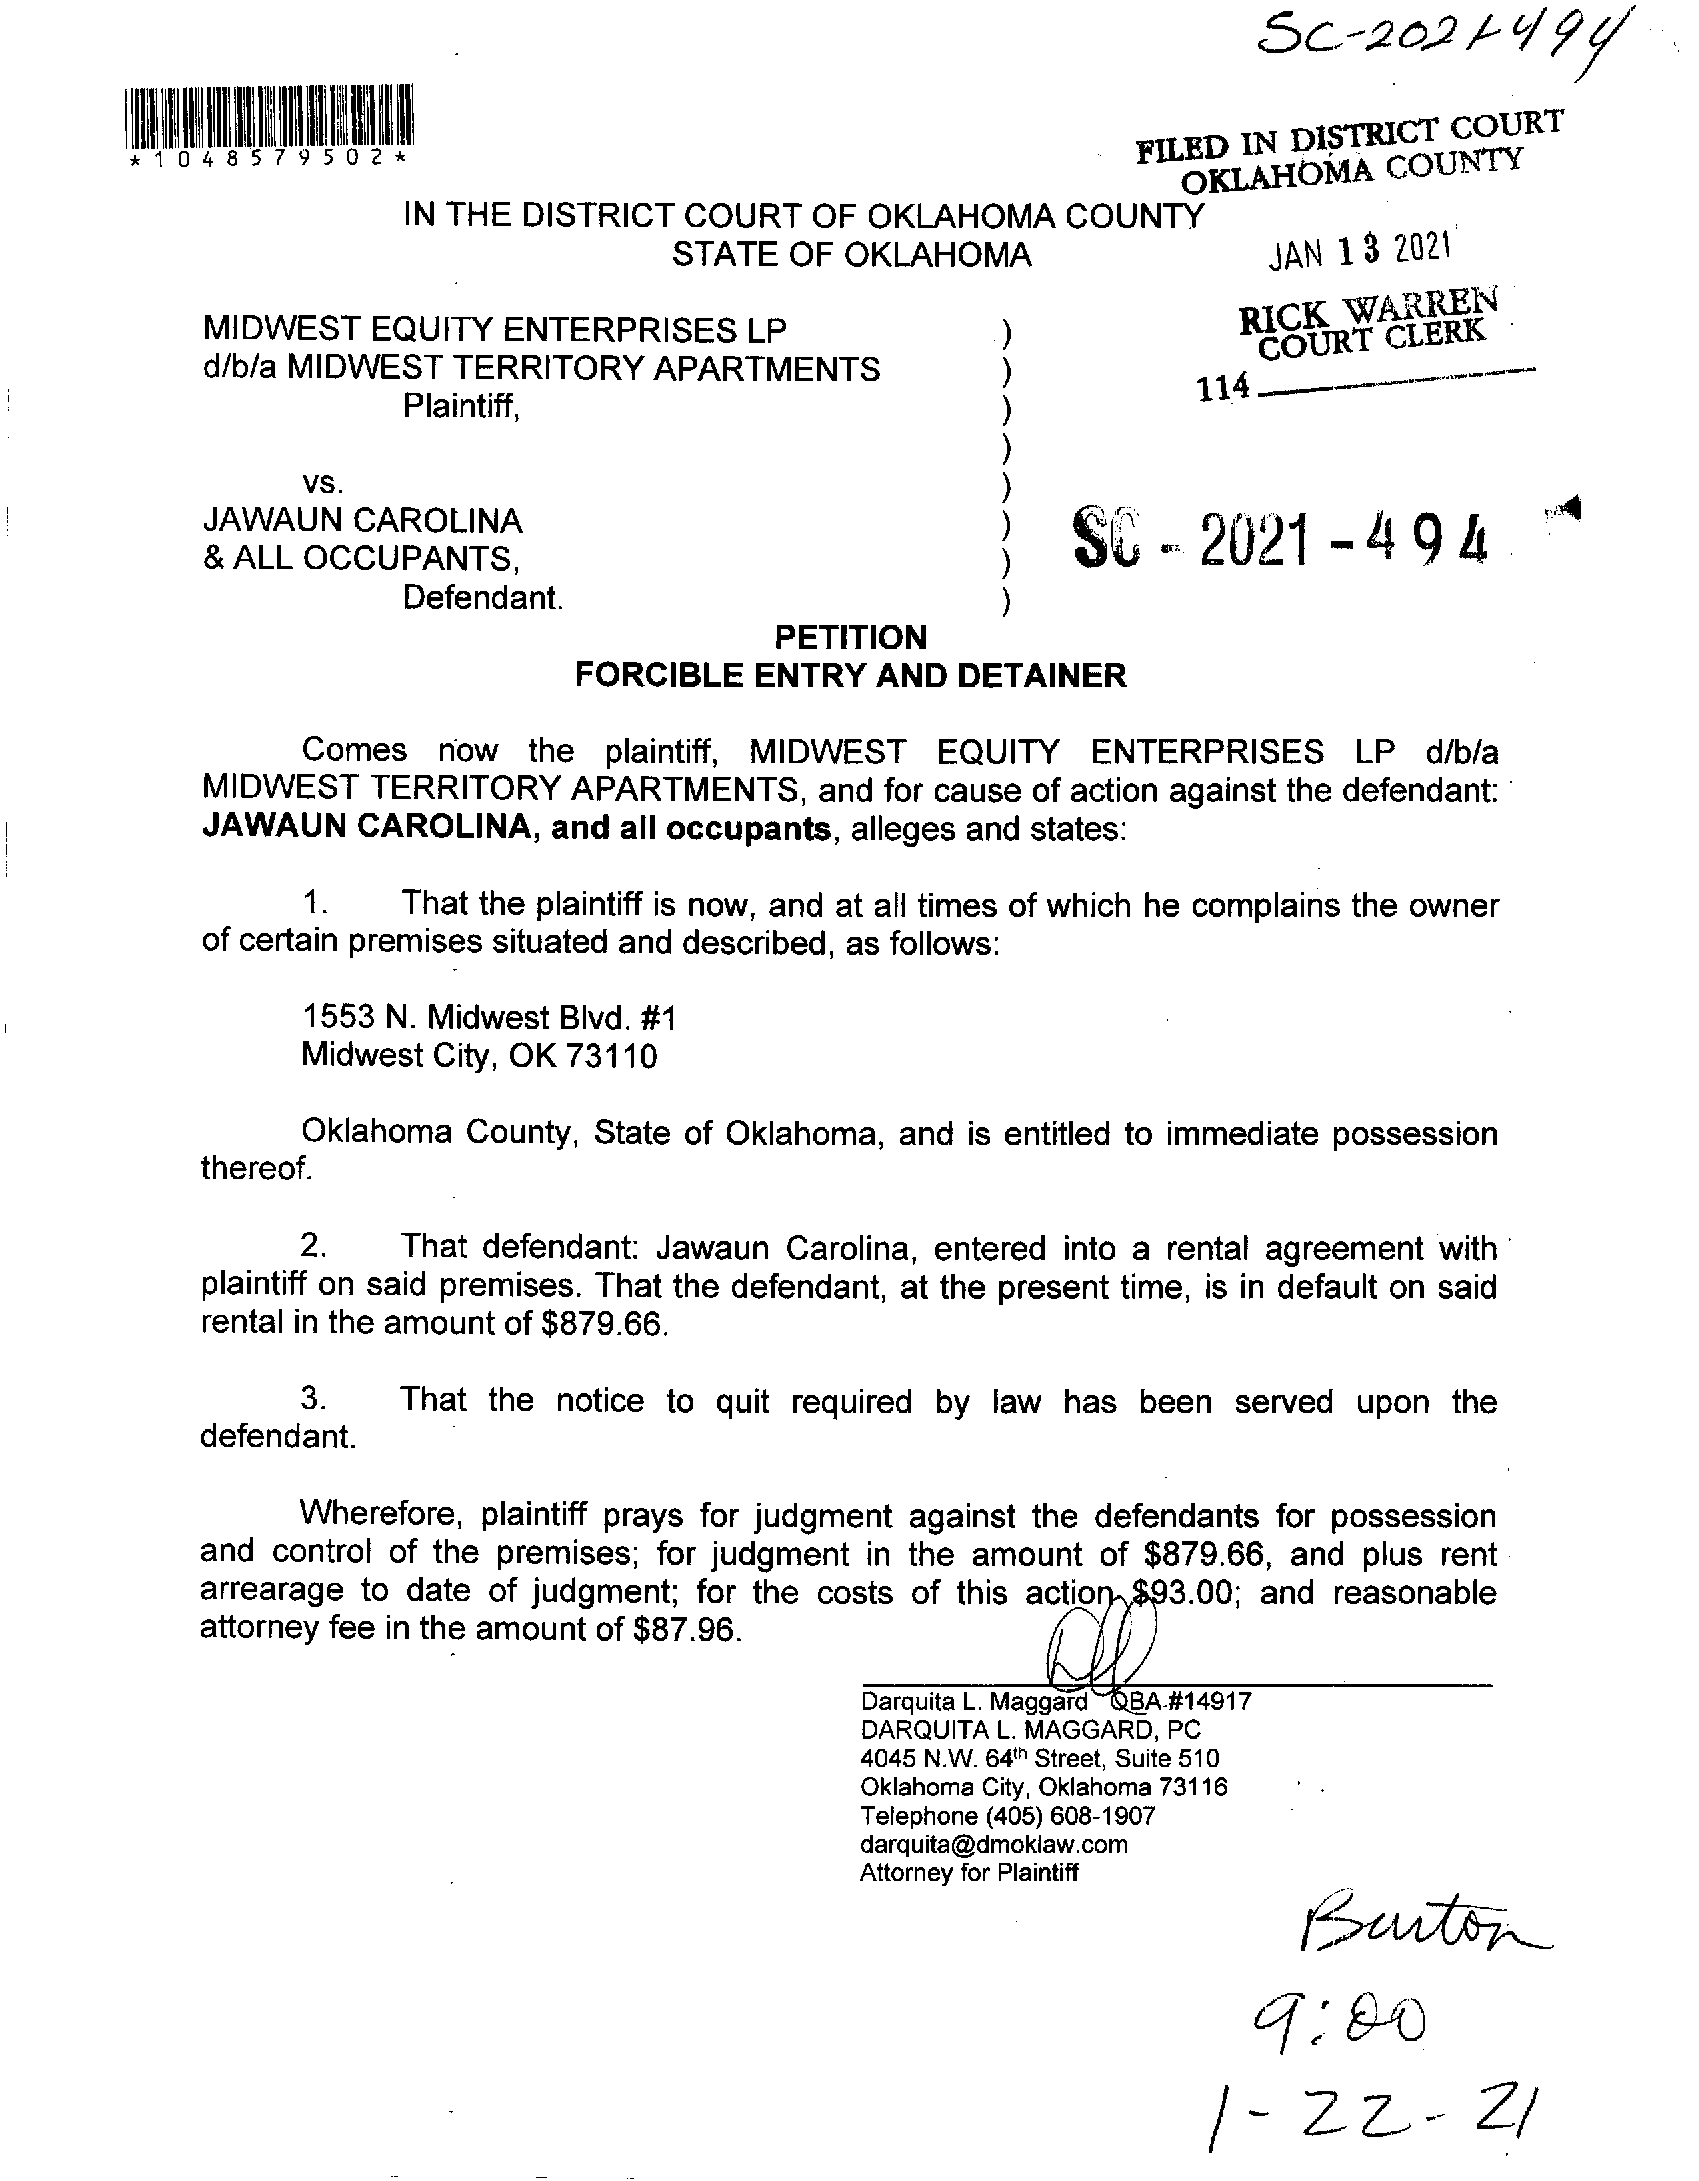 SC-2021-494
*1048579502*
FILED IN DISTRICT COURT
OKLAHOMA COUNTY
IN THE DISTRICT COURT OF OKLAHOMA COUNTY
STATE OF OKLAHOMA
JAN 13 2021
RICK WARREN
COURT CLERK
114
MIDWEST EQUITY ENTERPRISES LP )
d/b/a MIDWEST TERRITORY APARTMENTS )
Plaintiff, )
)
vs. )
JAWAUN CAROLINA )
& ALL OCCUPANTS, )
Defendant. )
SC - 2021 - 494
PETITION
FORCIBLE ENTRY AND DETAINER
Comes now the plaintiff, MIDWEST EQUITY ENTERPRISES LP d/b/a
MIDWEST TERRITORY APARTMENTS, and for cause of action against the defendant:
JAWAUN CAROLINA, and all occupants, alleges and states:
1. That the plaintiff is now, and at all times of which he complains the owner
of certain premises situated and described, as follows:
1553 N. Midwest Blvd. #1
Midwest City, OK 73110
Oklahoma County, State of Oklahoma, and is entitled to immediate possession
thereof.
2. That defendant: Jawaun Carolina, entered into a rental agreement with
plaintiff on said premises. That the defendant, at the present time, is in default on said
rental in the amount of $879.66.
3. That the notice to quit required by law has been served upon the
defendant.
Wherefore, plaintiff prays for judgment against the defendants for possession
and control of the premises; for judgment in the amount of $879.66, and plus rent
arrearage to date of judgment; for the costs of this action, $93.00; and reasonable
attorney fee in the amount of $87.96.
Darquita L. Maggard OBA #14917
DARQUITA L. MAGGARD, PC
4045 N.W. 64th Street, Suite 510
Oklahoma City, Oklahoma 73116
Telephone (405) 608-1907
darquita@dmoklaw.com
Attorney for Plaintiff
Burton
9:00
1-22-21